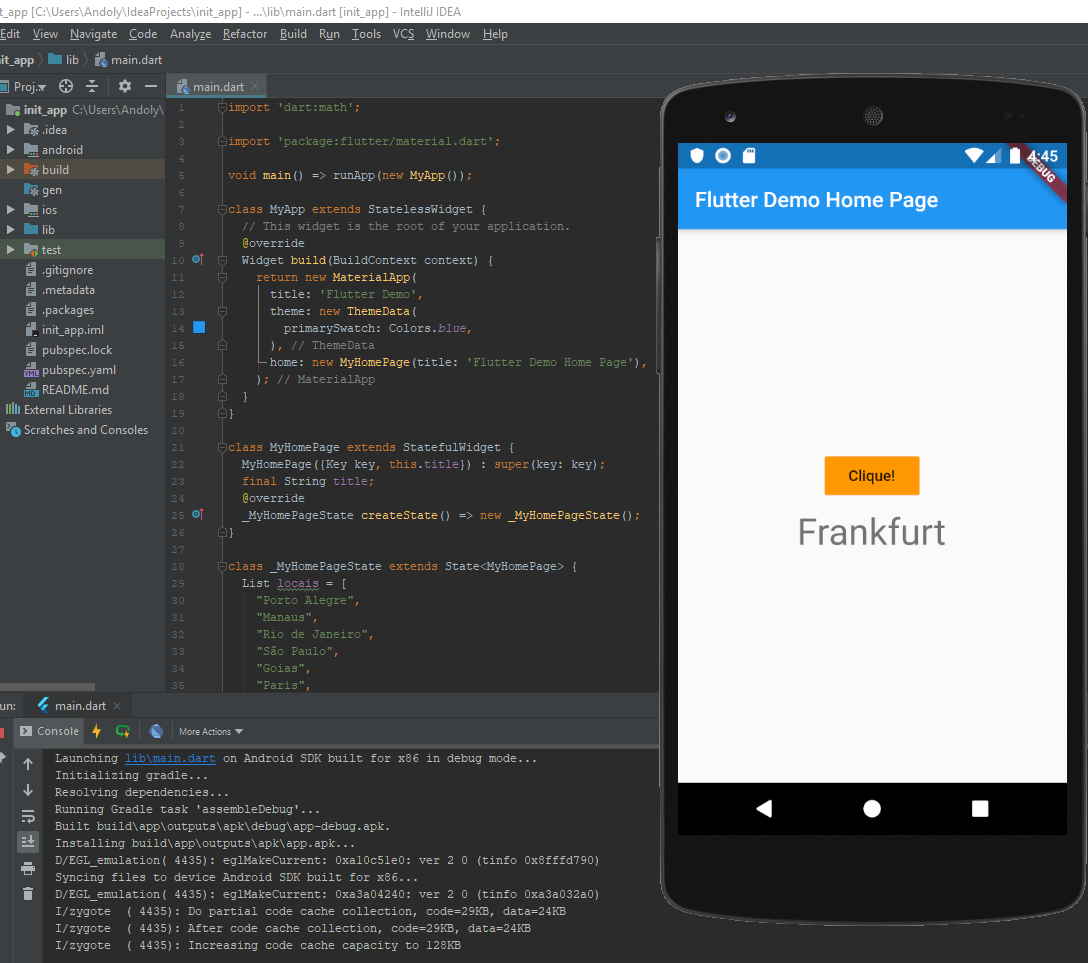 t_app [C:\Users\Andoly\IdeaProjects\init_app] - ...\lib\main.dart [init_app] - IntelliJ IDEA
Edit View Navigate Code Analyze Refactor Build Run Tools VCS Window Help
it_app lib main.dart
Proj.
main.dart
init_app C:\Users\Andoly\
.idea
android
build
gen
ios
lib
test
.gitignore
.metadata
.packages
init_app.iml
pubspec.lock
pubspec.yaml
README.md
External Libraries
Scratches and Consoles
1 import 'dart:math';
2
3 import 'package:flutter/material.dart';
4
5 void main() => runApp(new MyApp());
6
7 class MyApp extends StatelessWidget {
8 // This widget is the root of your application.
9 @override
10 Widget build(BuildContext context) {
11 return new MaterialApp(
12 title: 'Flutter Demo',
13 theme: new ThemeData(
14 primarySwatch: Colors.blue,
15 ), // ThemeData
16 home: new MyHomePage(title: 'Flutter Demo Home Page'),
17 ); // MaterialApp
18 }
19 }
20
21 class MyHomePage extends StatefulWidget {
22 MyHomePage({Key key, this.title}) : super(key: key);
23 final String title;
24 @override
25 _MyHomePageState createState() => new _MyHomePageState();
26 }
27
28 class _MyHomePageState extends State<MyHomePage> {
29 List locais = [
30 "Porto Alegre",
31 "Manaus",
32 "Rio de Janeiro",
33 "São Paulo",
34 "Goias",
35 "Paris",
un: main.dart
Console More Actions
Launching lib\main.dart on Android SDK built for x86 in debug mode...
Initializing gradle...
Resolving dependencies...
Running Gradle task 'assembleDebug'...
Built build\app\outputs\apk\debug\app-debug.apk.
Installing build\app\outputs\apk\app.apk...
D/EGL_emulation( 4435): eglMakeCurrent: 0xa10c51e0: ver 2 0 (tinfo 0x8fffd790)
Syncing files to device Android SDK built for x86...
D/EGL_emulation( 4435): eglMakeCurrent: 0xa3a04240: ver 2 0 (tinfo 0xa3a032a0)
I/zygote ( 4435): Do partial code cache collection, code=29KB, data=24KB
I/zygote ( 4435): After code cache collection, code=29KB, data=24KB
I/zygote ( 4435): Increasing code cache capacity to 128KB
4:45
DEBUG
Flutter Demo Home Page
Clique!
Frankfurt